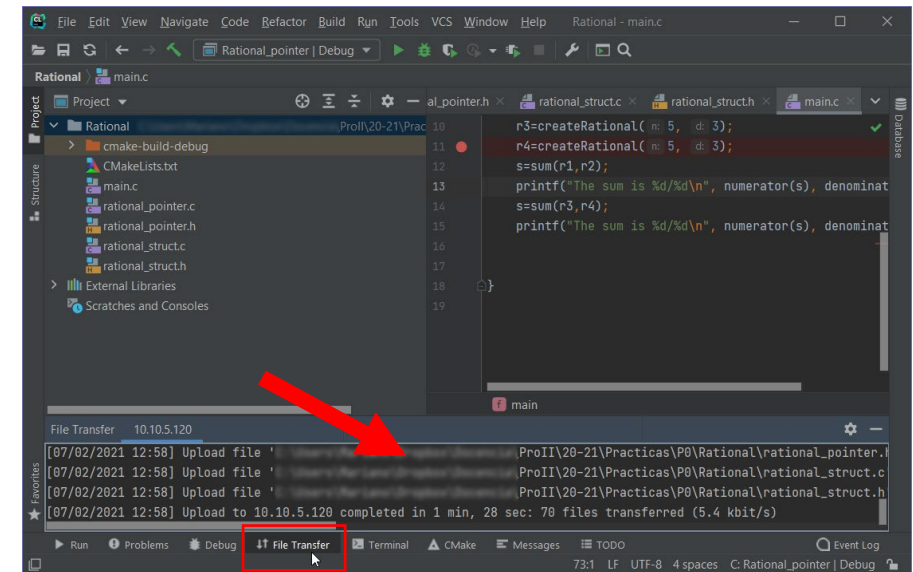 File Edit View Navigate Code Refactor Build Run Tools VCS Window Help Rational - main.c
Rational_pointer | Debug
Rational main.c
Project
Project
al_pointer.h rational_struct.c rational_struct.h main.c
Database
Structure
Favorites
Rational ProII\20-21\Prac
cmake-build-debug
CMakeLists.txt
main.c
rational_pointer.c
rational_pointer.h
rational_struct.c
rational_struct.h
External Libraries
Scratches and Consoles
10 r3=createRational( n: 5, d: 3);
11 r4=createRational( n: 5, d: 3);
12 s=sum(r1,r2);
13 printf("The sum is %d/%d\n", numerator(s), denominat
14 s=sum(r3,r4);
15 printf("The sum is %d/%d\n", numerator(s), denominat
16
17
18 }
19
f main
File Transfer 10.10.5.120
[07/02/2021 12:58] Upload file ' \ProII\20-21\Practicas\P0\Rational\rational_pointer.h
[07/02/2021 12:58] Upload file ' \ProII\20-21\Practicas\P0\Rational\rational_struct.c'
[07/02/2021 12:58] Upload file ' \ProII\20-21\Practicas\P0\Rational\rational_struct.h'
[07/02/2021 12:58] Upload to 10.10.5.120 completed in 1 min, 28 sec: 70 files transferred (5.4 kbit/s)
Run Problems Debug File Transfer Terminal CMake Messages TODO Event Log
73:1 LF UTF-8 4 spaces C: Rational_pointer | Debug